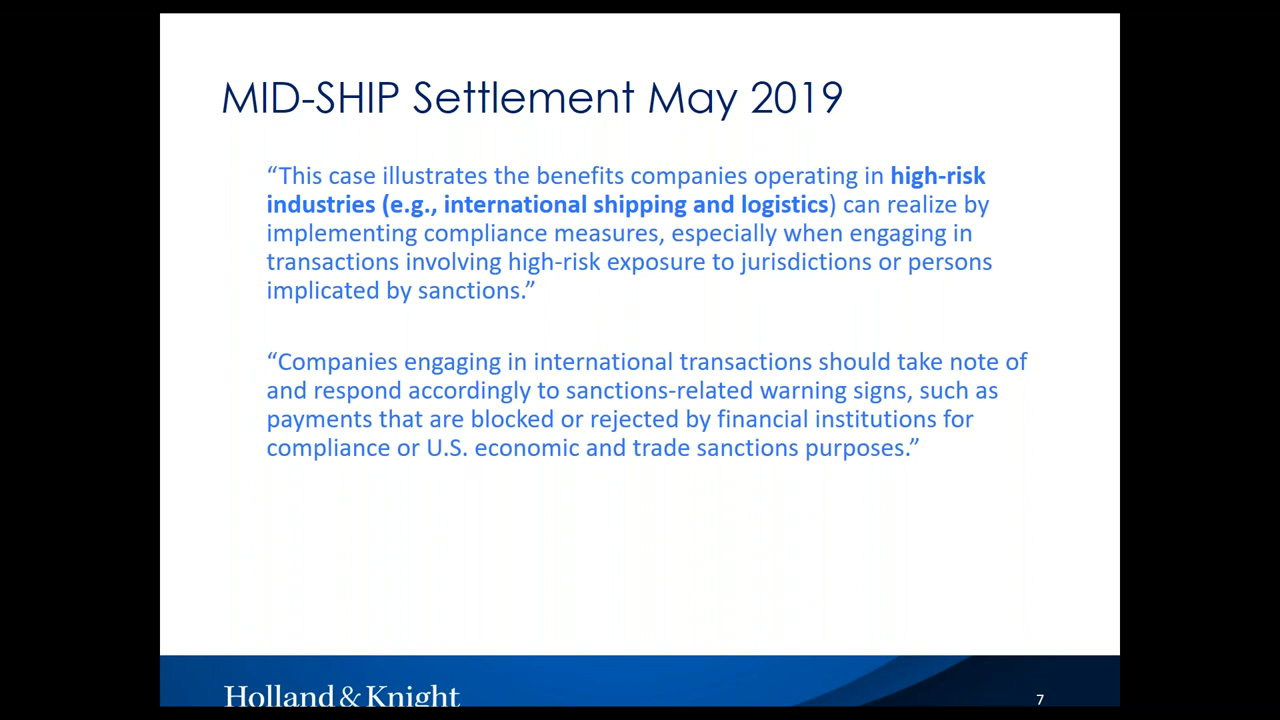 MID-SHIP Settlement May 2019
“This case illustrates the benefits companies operating in high-risk
industries (e.g., international shipping and logistics) can realize by
implementing compliance measures, especially when engaging in
transactions involving high-risk exposure to jurisdictions or persons
implicated by sanctions.”
“Companies engaging in international transactions should take note of
and respond accordingly to sanctions-related warning signs, such as
payments that are blocked or rejected by financial institutions for
compliance or U.S. economic and trade sanctions purposes.”
Holland & Knight
7